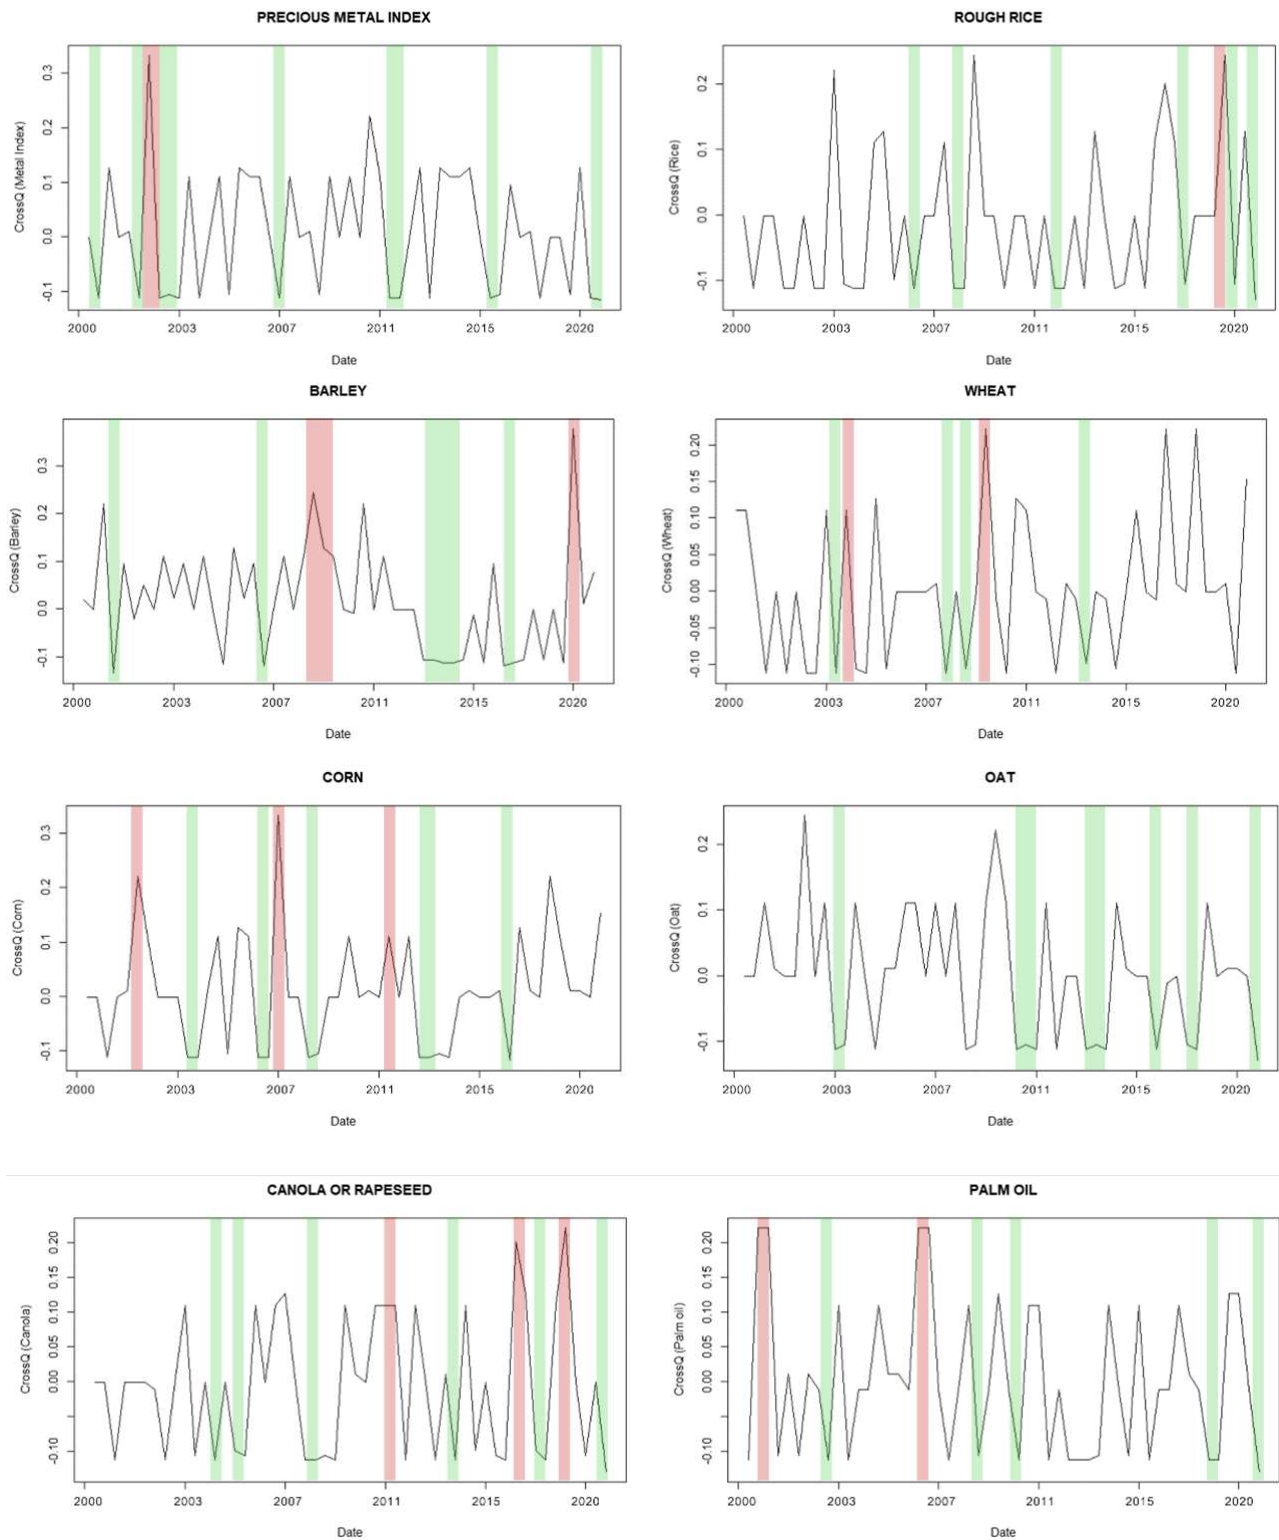 PRECIOUS METAL INDEX
CrossQ (Metal Index)
0.3
0.2
0.1
0.0
-0.1
2000 2003 2007 2011 2015 2020
Date
ROUGH RICE
CrossQ (Rice)
0.2
0.1
0.0
-0.1
2000 2003 2007 2011 2015 2020
Date
BARLEY
CrossQ (Barley)
0.3
0.2
0.1
0.0
-0.1
2000 2003 2007 2011 2015 2020
Date
WHEAT
CrossQ (Wheat)
0.20
0.15
0.10
0.05
0.00
-0.05
-0.10
2000 2003 2007 2011 2015 2020
Date
CORN
CrossQ (Corn)
0.3
0.2
0.1
0.0
-0.1
2000 2003 2007 2011 2015 2020
Date
OAT
CrossQ (Oat)
0.2
0.1
0.0
-0.1
2000 2003 2007 2011 2015 2020
Date
CANOLA OR RAPESEED
CrossQ (Canola)
0.20
0.15
0.10
0.05
0.00
-0.10
2000 2003 2007 2011 2015 2020
Date
PALM OIL
CrossQ (Palm oil)
0.20
0.15
0.10
0.05
0.00
-0.10
2000 2003 2007 2011 2015 2020
Date